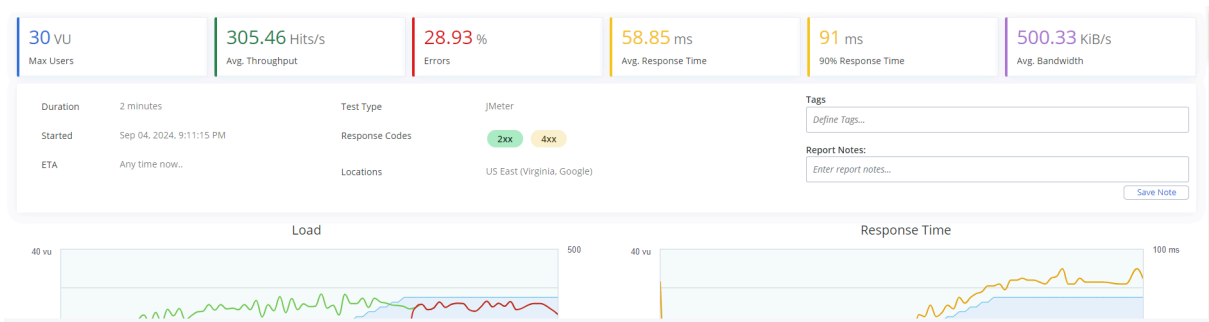 30 VU
Max Users
305.46 Hits/s
Avg. Throughput
28.93 %
Errors
58.85 ms
Avg. Response Time
91 ms
90% Response Time
500.33 KiB/s
Avg. Bandwidth
Duration 2 minutes
Started Sep 04, 2024, 9:11:15 PM
ETA Any time now..
Test Type JMeter
Response Codes 2xx 4xx
Locations US East (Virginia, Google)
Tags
Define Tags...
Report Notes:
Enter report notes...
Save Note
Load
40 vu 500
Response Time
40 vu 100 ms